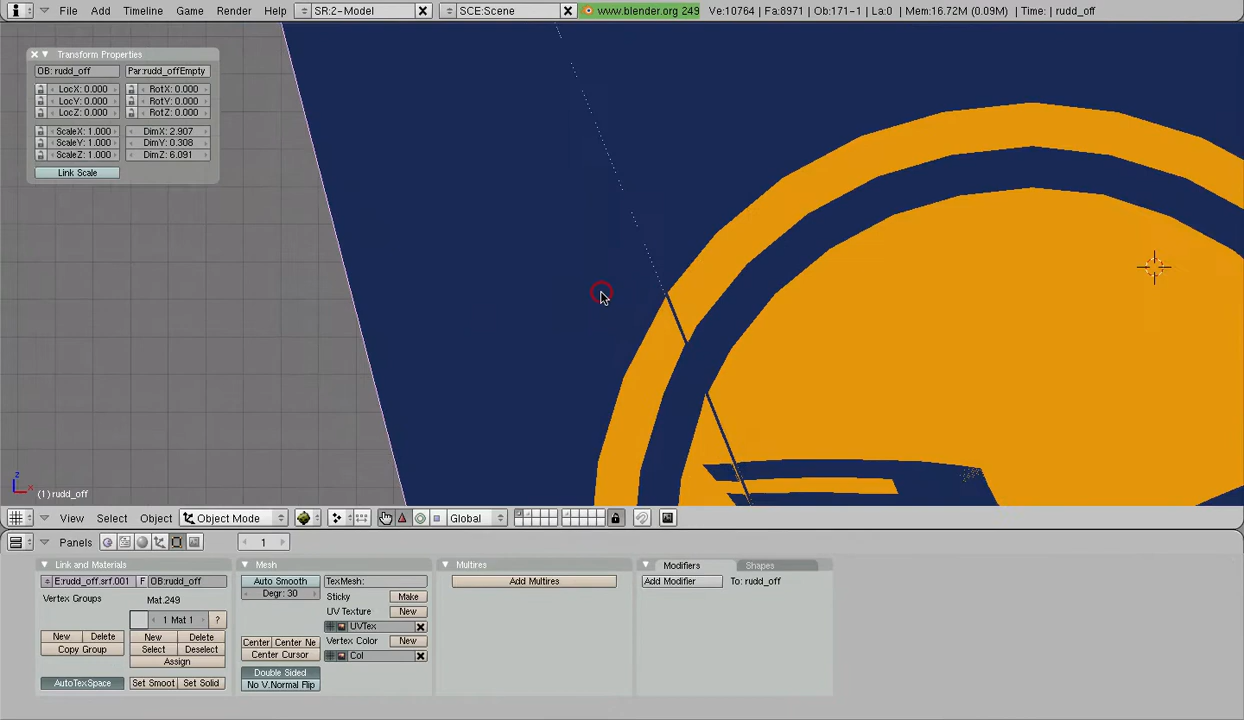 File Add Timeline Game Render Help SR:2-Model SCE:Scene www.blender.org 249 Ve:10764 | Fa:8971 | Ob:171-1 | La:0 | Mem:16.72M (0.09M) | Time: | rudd_off
Transform Properties
OB: rudd_off Par:rudd_offEmpty
LocX: 0.000 RotX: 0.000
LocY: 0.000 RotY: 0.000
LocZ: 0.000 RotZ: 0.000
ScaleX: 1.000 DimX: 2.907
ScaleY: 1.000 DimY: 0.308
ScaleZ: 1.000 DimZ: 6.091
Link Scale
z
x
(1) rudd_off
View Select Object Object Mode Global
Panels 1
Link and Materials Mesh Multires Modifiers Shapes
E:rudd_off.srf.001 F OB:rudd_off Auto Smooth TexMesh: Add Multires Add Modifier To: rudd_off
Vertex Groups Mat.249 Degr: 30 Sticky Make
1 Mat 1 ? UV Texture New
UVTex
New Delete New Delete Center Center Ne Vertex Color New
Copy Group Select Deselect Center Cursor Col
Assign
Double Sided
AutoTexSpace Set Smoot Set Solid No V.Normal Flip